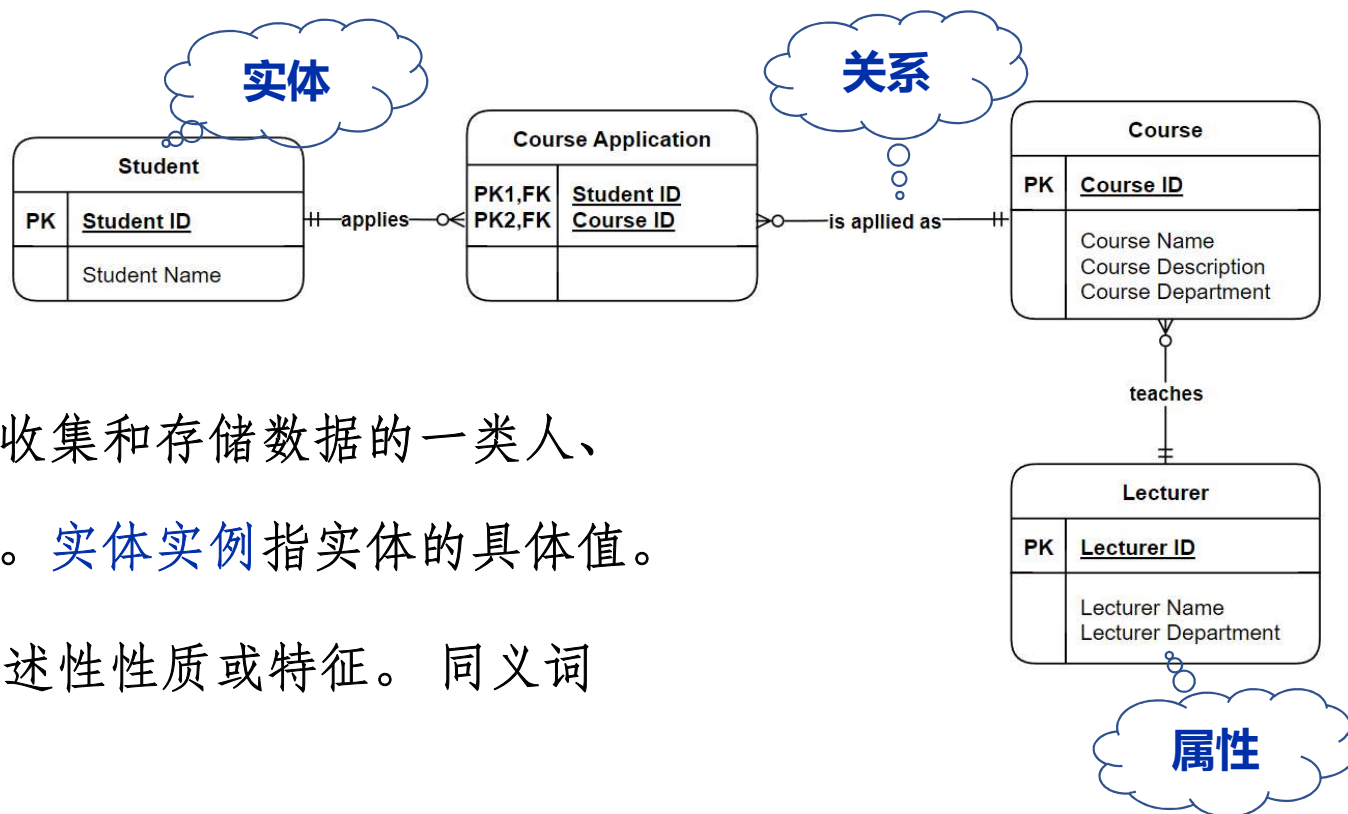 实体
关系
Student
PK Student ID
Student Name
applies
Course Application
PK1,FK Student ID
PK2,FK Course ID
is apllied as
Course
PK Course ID
Course Name
Course Description
Course Department
teaches
Lecturer
PK Lecturer ID
Lecturer Name
Lecturer Department
属性
收集和存储数据的一类人、
。实体实例指实体的具体值。
述性性质或特征。 同义词